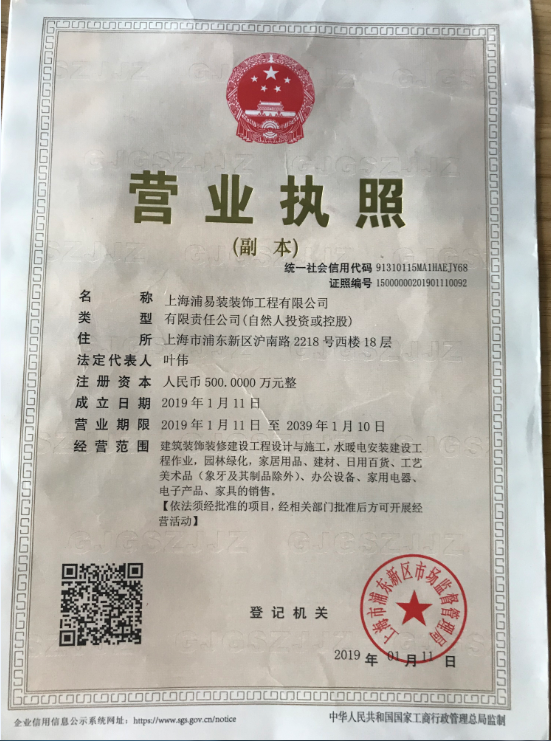 营业执照
(副 本)
统一社会信用代码 91310115MA1HAEJY68
证照编号 15000000201901110092
名 称 上海浦易装装饰工程有限公司
类 型 有限责任公司(自然人投资或控股)
住 所 上海市浦东新区沪南路 2218 号西楼 18 层
法定代表人 叶伟
注册资本 人民币 500.0000 万元整
成立日期 2019 年 1 月 11 日
营业期限 2019 年 1 月 11 日 至 2039 年 1 月 10 日
经营范围 建筑装饰装修建设工程设计与施工，水暖电安装建设工
程作业，园林绿化，家居用品、建材、日用百货、工艺
美术品（象牙及其制品除外）、办公设备、家用电器、
电子产品、家具的销售。
【依法须经批准的项目，经相关部门批准后方可开展经
营活动】
登记机关
上海市浦东新区市场监督管理局
2019 年 01 月 11 日
企业信用信息公示系统网址：https://www.sgs.gov.cn/notice
中华人民共和国国家工商行政管理总局监制